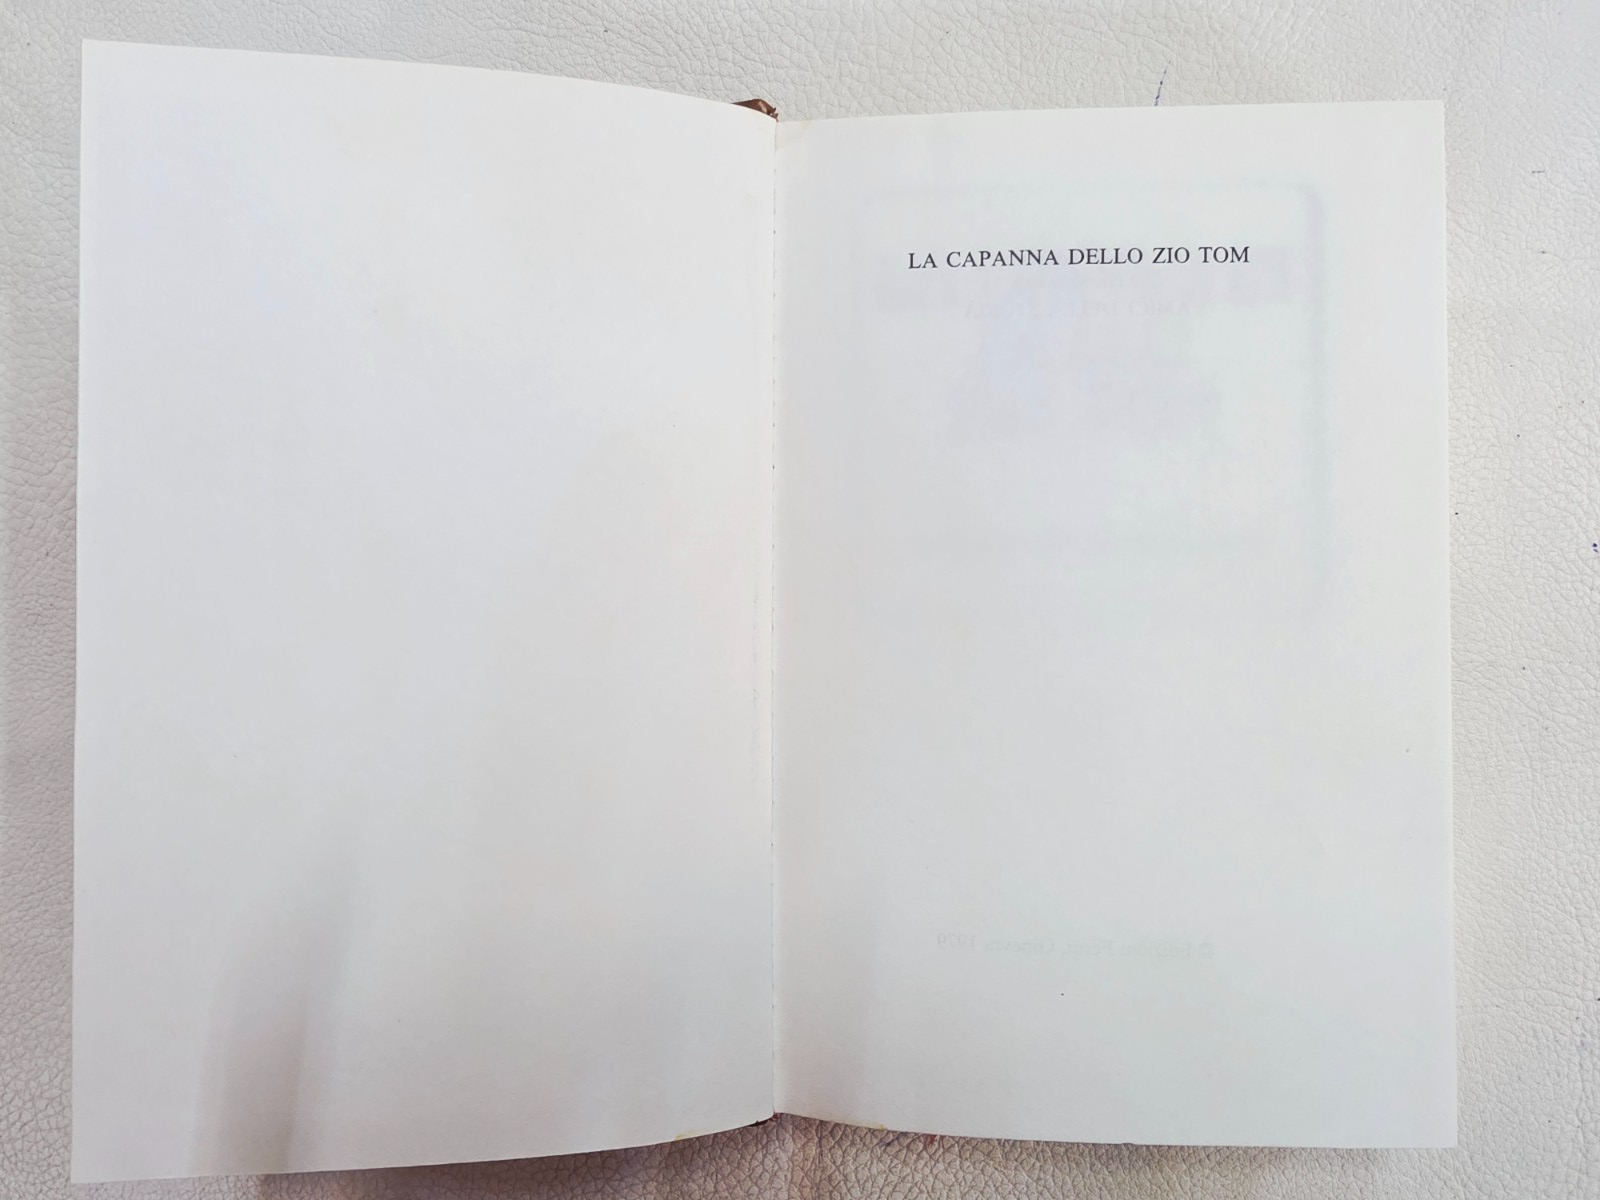 LA CAPANNA DELLO ZIO TOM